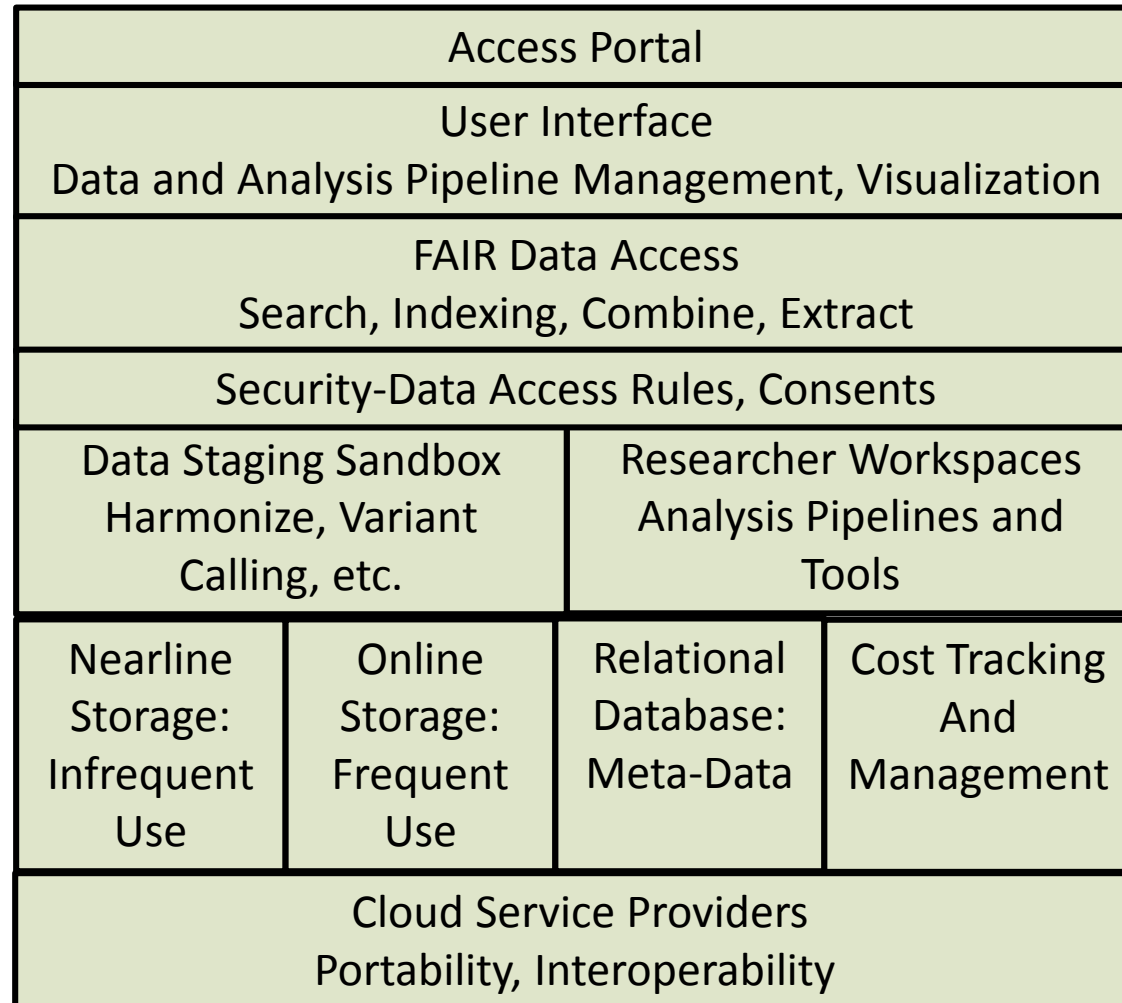 Access Portal
User Interface
Data and Analysis Pipeline Management, Visualization
FAIR Data Access
Search, Indexing, Combine, Extract
Security-Data Access Rules, Consents
Data Staging Sandbox
Harmonize, Variant
Calling, etc.
Researcher Workspaces
Analysis Pipelines and
Tools
Nearline
Storage:
Infrequent
Use
Online
Storage:
Frequent
Use
Relational
Database:
Meta-Data
Cost Tracking
And
Management
Cloud Service Providers
Portability, Interoperability